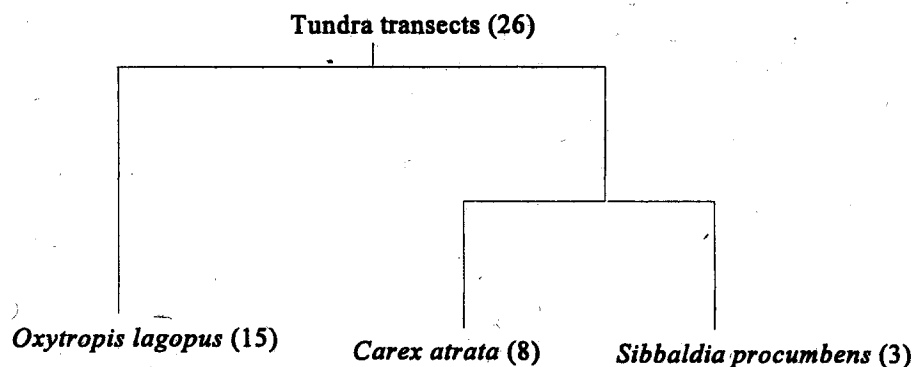 Tundra transects (26)
Oxytropis lagopus (15)
Carex atrata (8)
Sibbaldia procumbens (3)